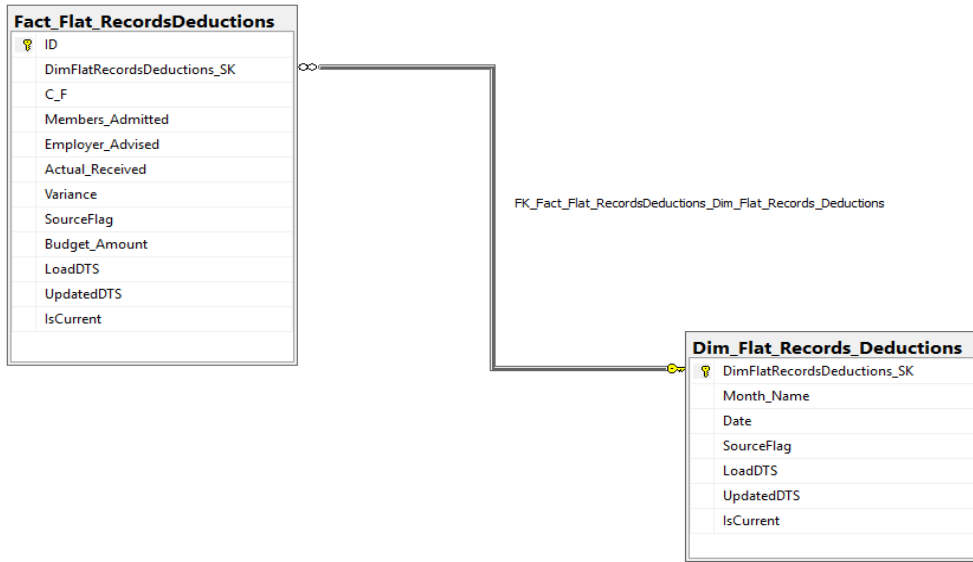 Fact_Flat_RecordsDeductions
ID
DimFlatRecordsDeductions_SK
C_F
Members_Admitted
Employer_Advised
Actual_Received
Variance
SourceFlag
Budget_Amount
LoadDTS
UpdatedDTS
IsCurrent
FK_Fact_Flat_RecordsDeductions_Dim_Flat_Records_Deductions
Dim_Flat_Records_Deductions
DimFlatRecordsDeductions_SK
Month_Name
Date
SourceFlag
LoadDTS
UpdatedDTS
IsCurrent